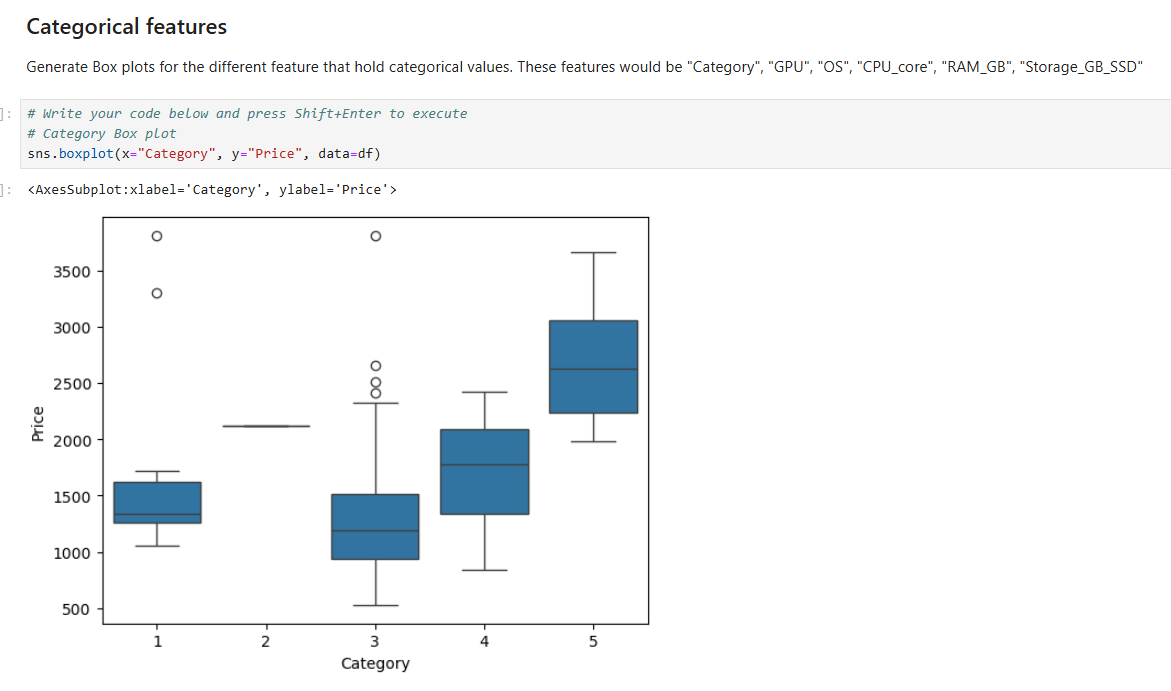 Categorical features
Generate Box plots for the different feature that hold categorical values. These features would be "Category", "GPU", "OS", "CPU_core", "RAM_GB", "Storage_GB_SSD"
]:
# Write your code below and press Shift+Enter to execute
# Category Box plot
sns.boxplot(x="Category", y="Price", data=df)
]:
<AxesSubplot:xlabel='Category', ylabel='Price'>
3500
3000
2500
2000
1500
1000
500
Price
1 2 3 4 5
Category